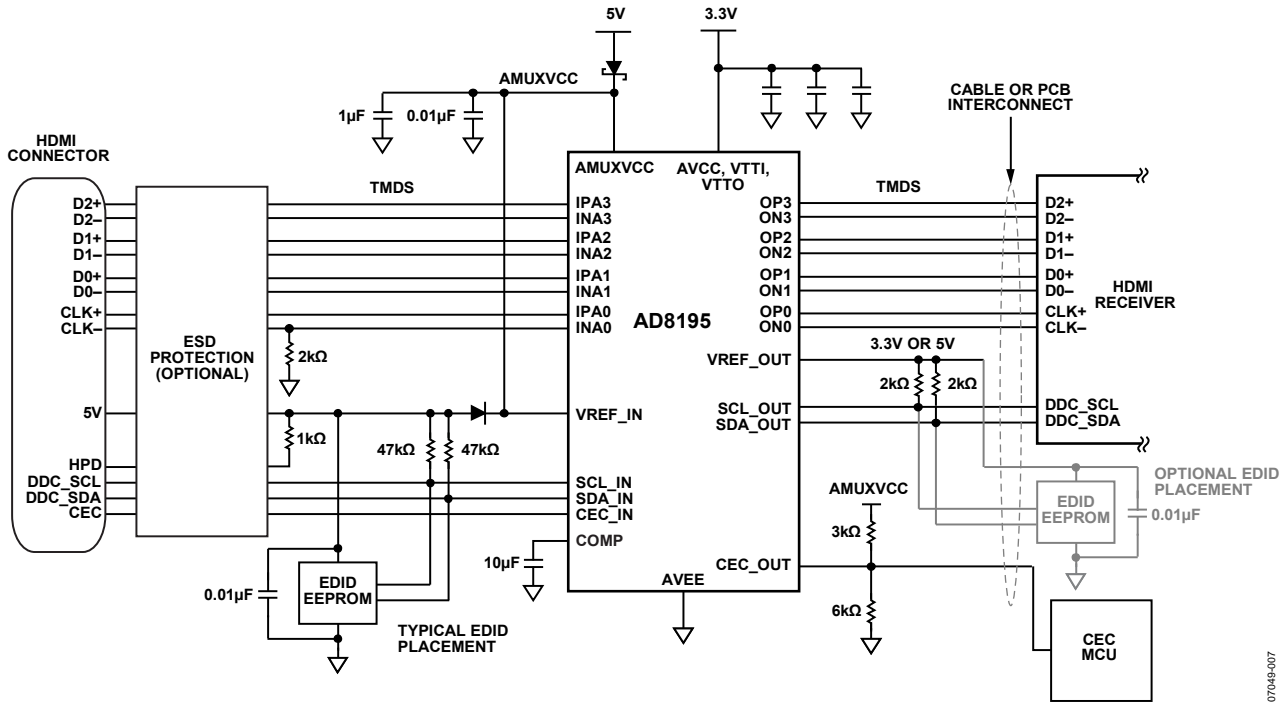 5V
3.3V
AMUXVCC
1µF
0.01µF
CABLE OR PCB
INTERCONNECT
HDMI
CONNECTOR
AMUXVCC
AVCC, VTTI,
VTTO
TMDS
TMDS
D2+
D2–
D1+
D1–
D0+
D0–
CLK+
CLK–
5V
HPD
DDC_SCL
DDC_SDA
CEC
ESD
PROTECTION
(OPTIONAL)
2kΩ
1kΩ
47kΩ
47kΩ
IPA3
INA3
IPA2
INA2
IPA1
INA1
IPA0
INA0
VREF_IN
SCL_IN
SDA_IN
CEC_IN
COMP
AD8195
AVEE
OP3
ON3
OP2
ON2
OP1
ON1
OP0
ON0
VREF_OUT
SCL_OUT
SDA_OUT
CEC_OUT
3.3V OR 5V
2kΩ
2kΩ
D2+
D2–
D1+
D1–
D0+
D0–
CLK+
CLK–
DDC_SCL
DDC_SDA
HDMI
RECEIVER
AMUXVCC
3kΩ
6kΩ
OPTIONAL EDID
PLACEMENT
EDID
EEPROM
0.01µF
10µF
0.01µF
EDID
EEPROM
TYPICAL EDID
PLACEMENT
CEC
MCU
07049-007